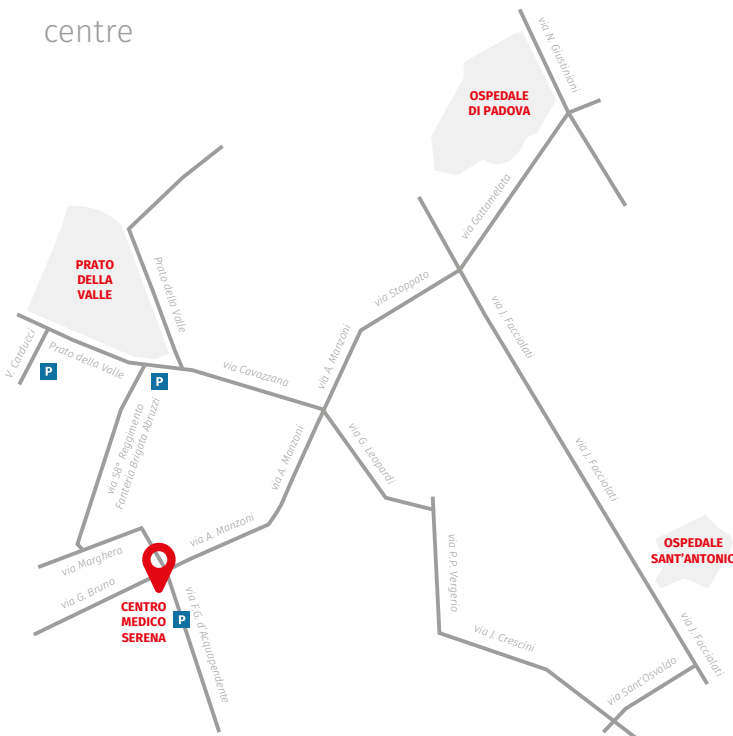 centre
via N. Giustiniani
OSPEDALE
DI PADOVA
via Gattamelata
PRATO
DELLA
VALLE
Prato della Valle
via Stoppato
via J. Facciolati
V. Carducci
Prato della Valle
P
P
via Cavazzana
via A. Manzoni
via 58° Reggimento
Fanteria Brigata Abruzzi
via A. Manzoni
via G. Leopardi
via J. Facciolati
via A. Manzoni
via Marghera
via G. Bruno
via P.P. Vergerio
OSPEDALE
SANT'ANTONIO
CENTRO
MEDICO
SERENA
P
via F.G. d'Acquapendente
via J. Crescini
via Sant'Osvaldo
via J. Facciolati